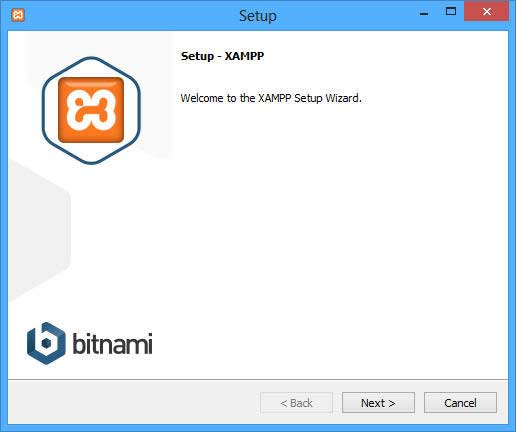 Setup
Setup - XAMPP
Welcome to the XAMPP Setup Wizard.
bitnami
< Back
Next >
Cancel